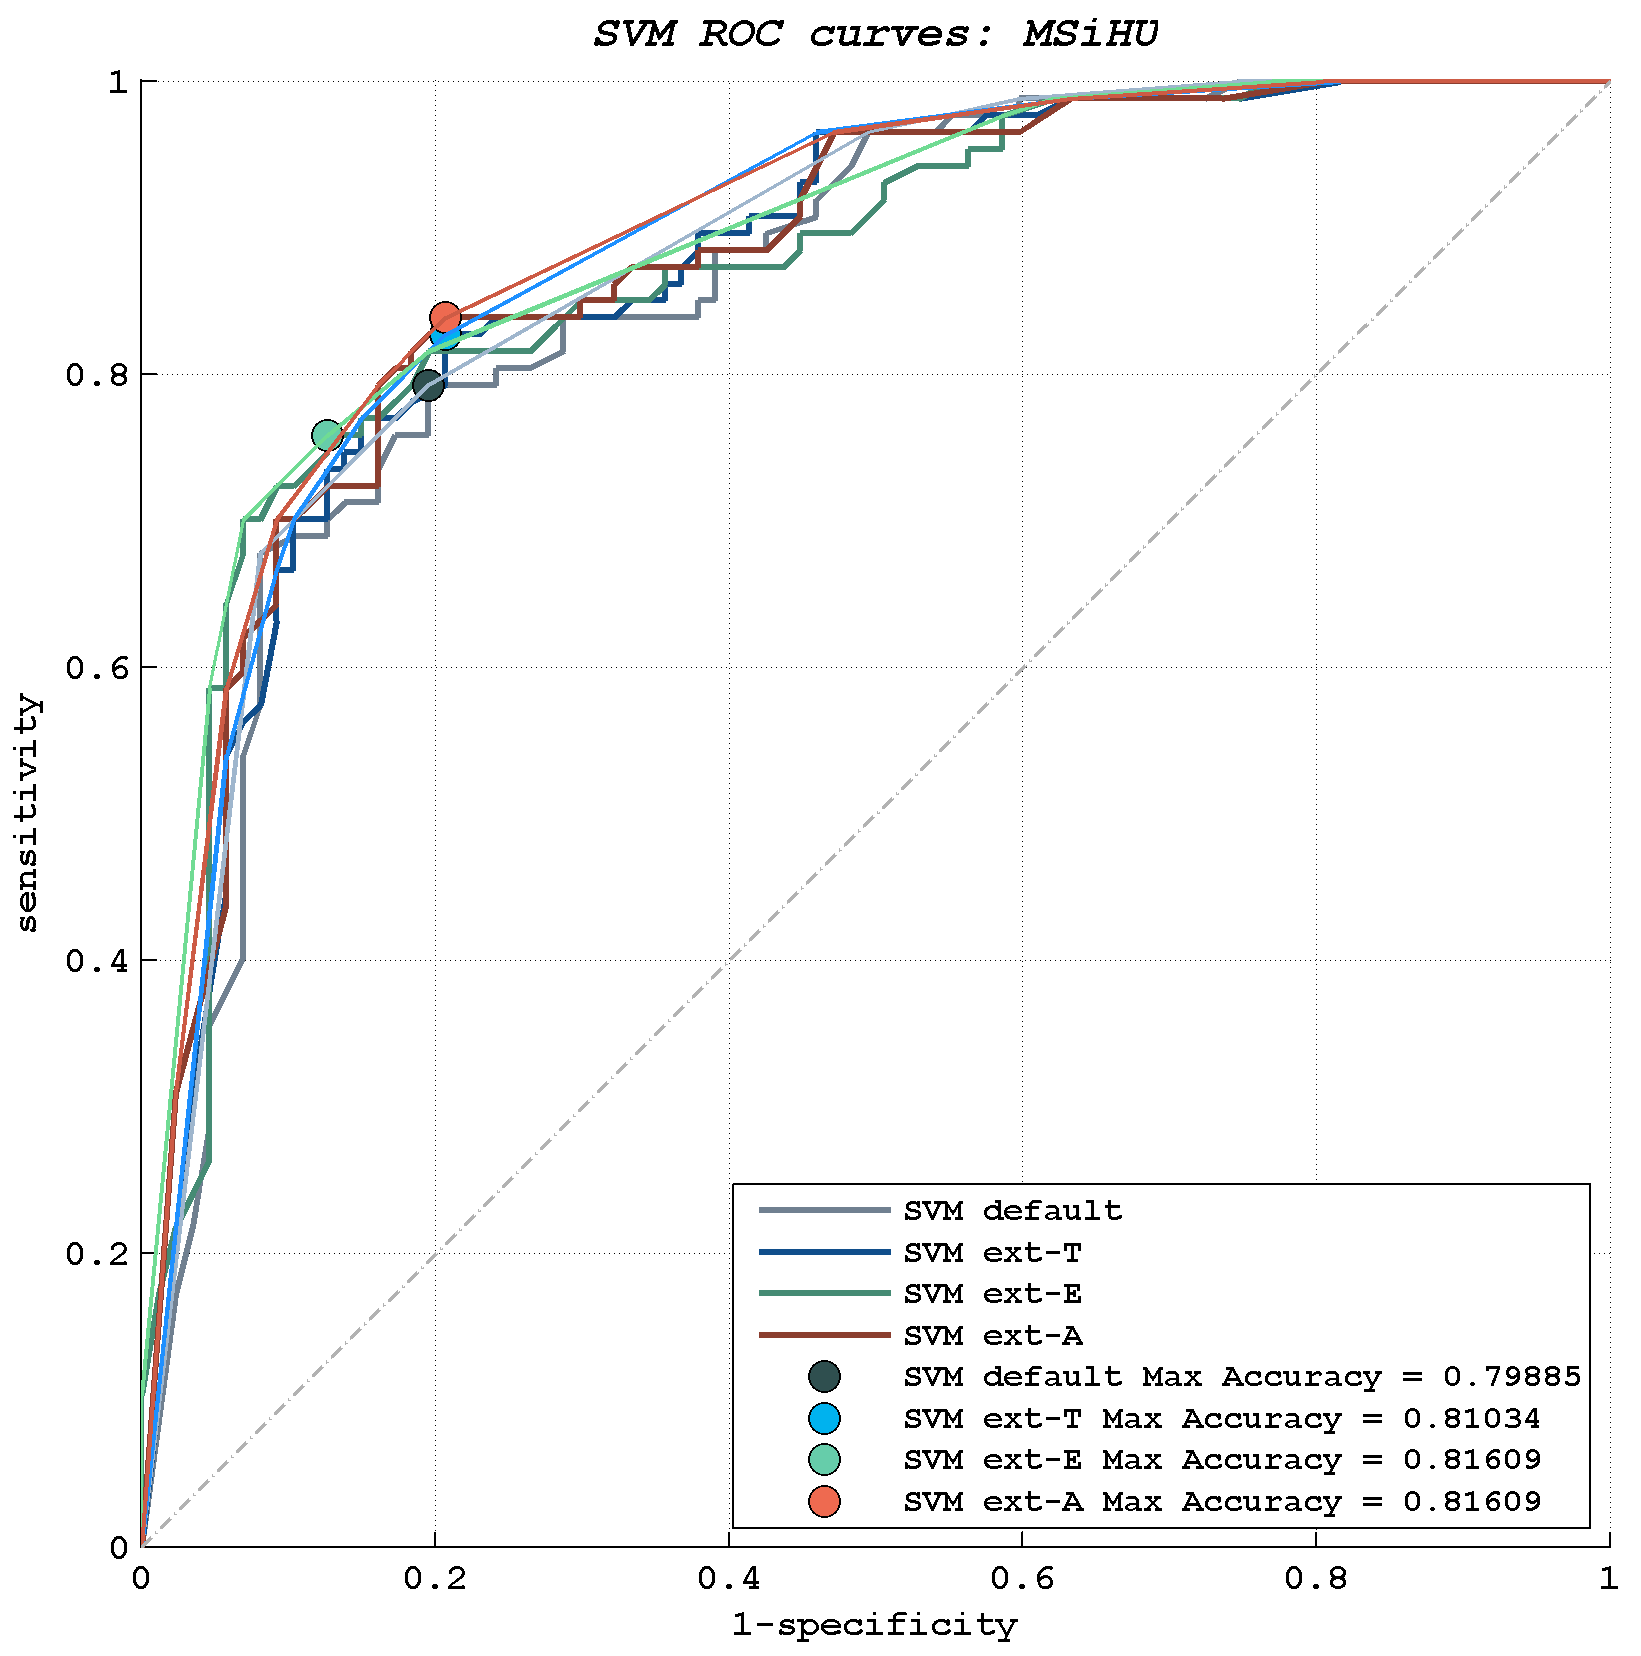 SVM ROC curves: MSiHU
1
0.8
0.6
0.4
0.2
0
sensitivity
SVM default
SVM ext-T
SVM ext-E
SVM ext-A
SVM default Max Accuracy = 0.79885
SVM ext-T Max Accuracy = 0.81034
SVM ext-E Max Accuracy = 0.81609
SVM ext-A Max Accuracy = 0.81609
0 0.2 0.4 0.6 0.8 1
1-specificity